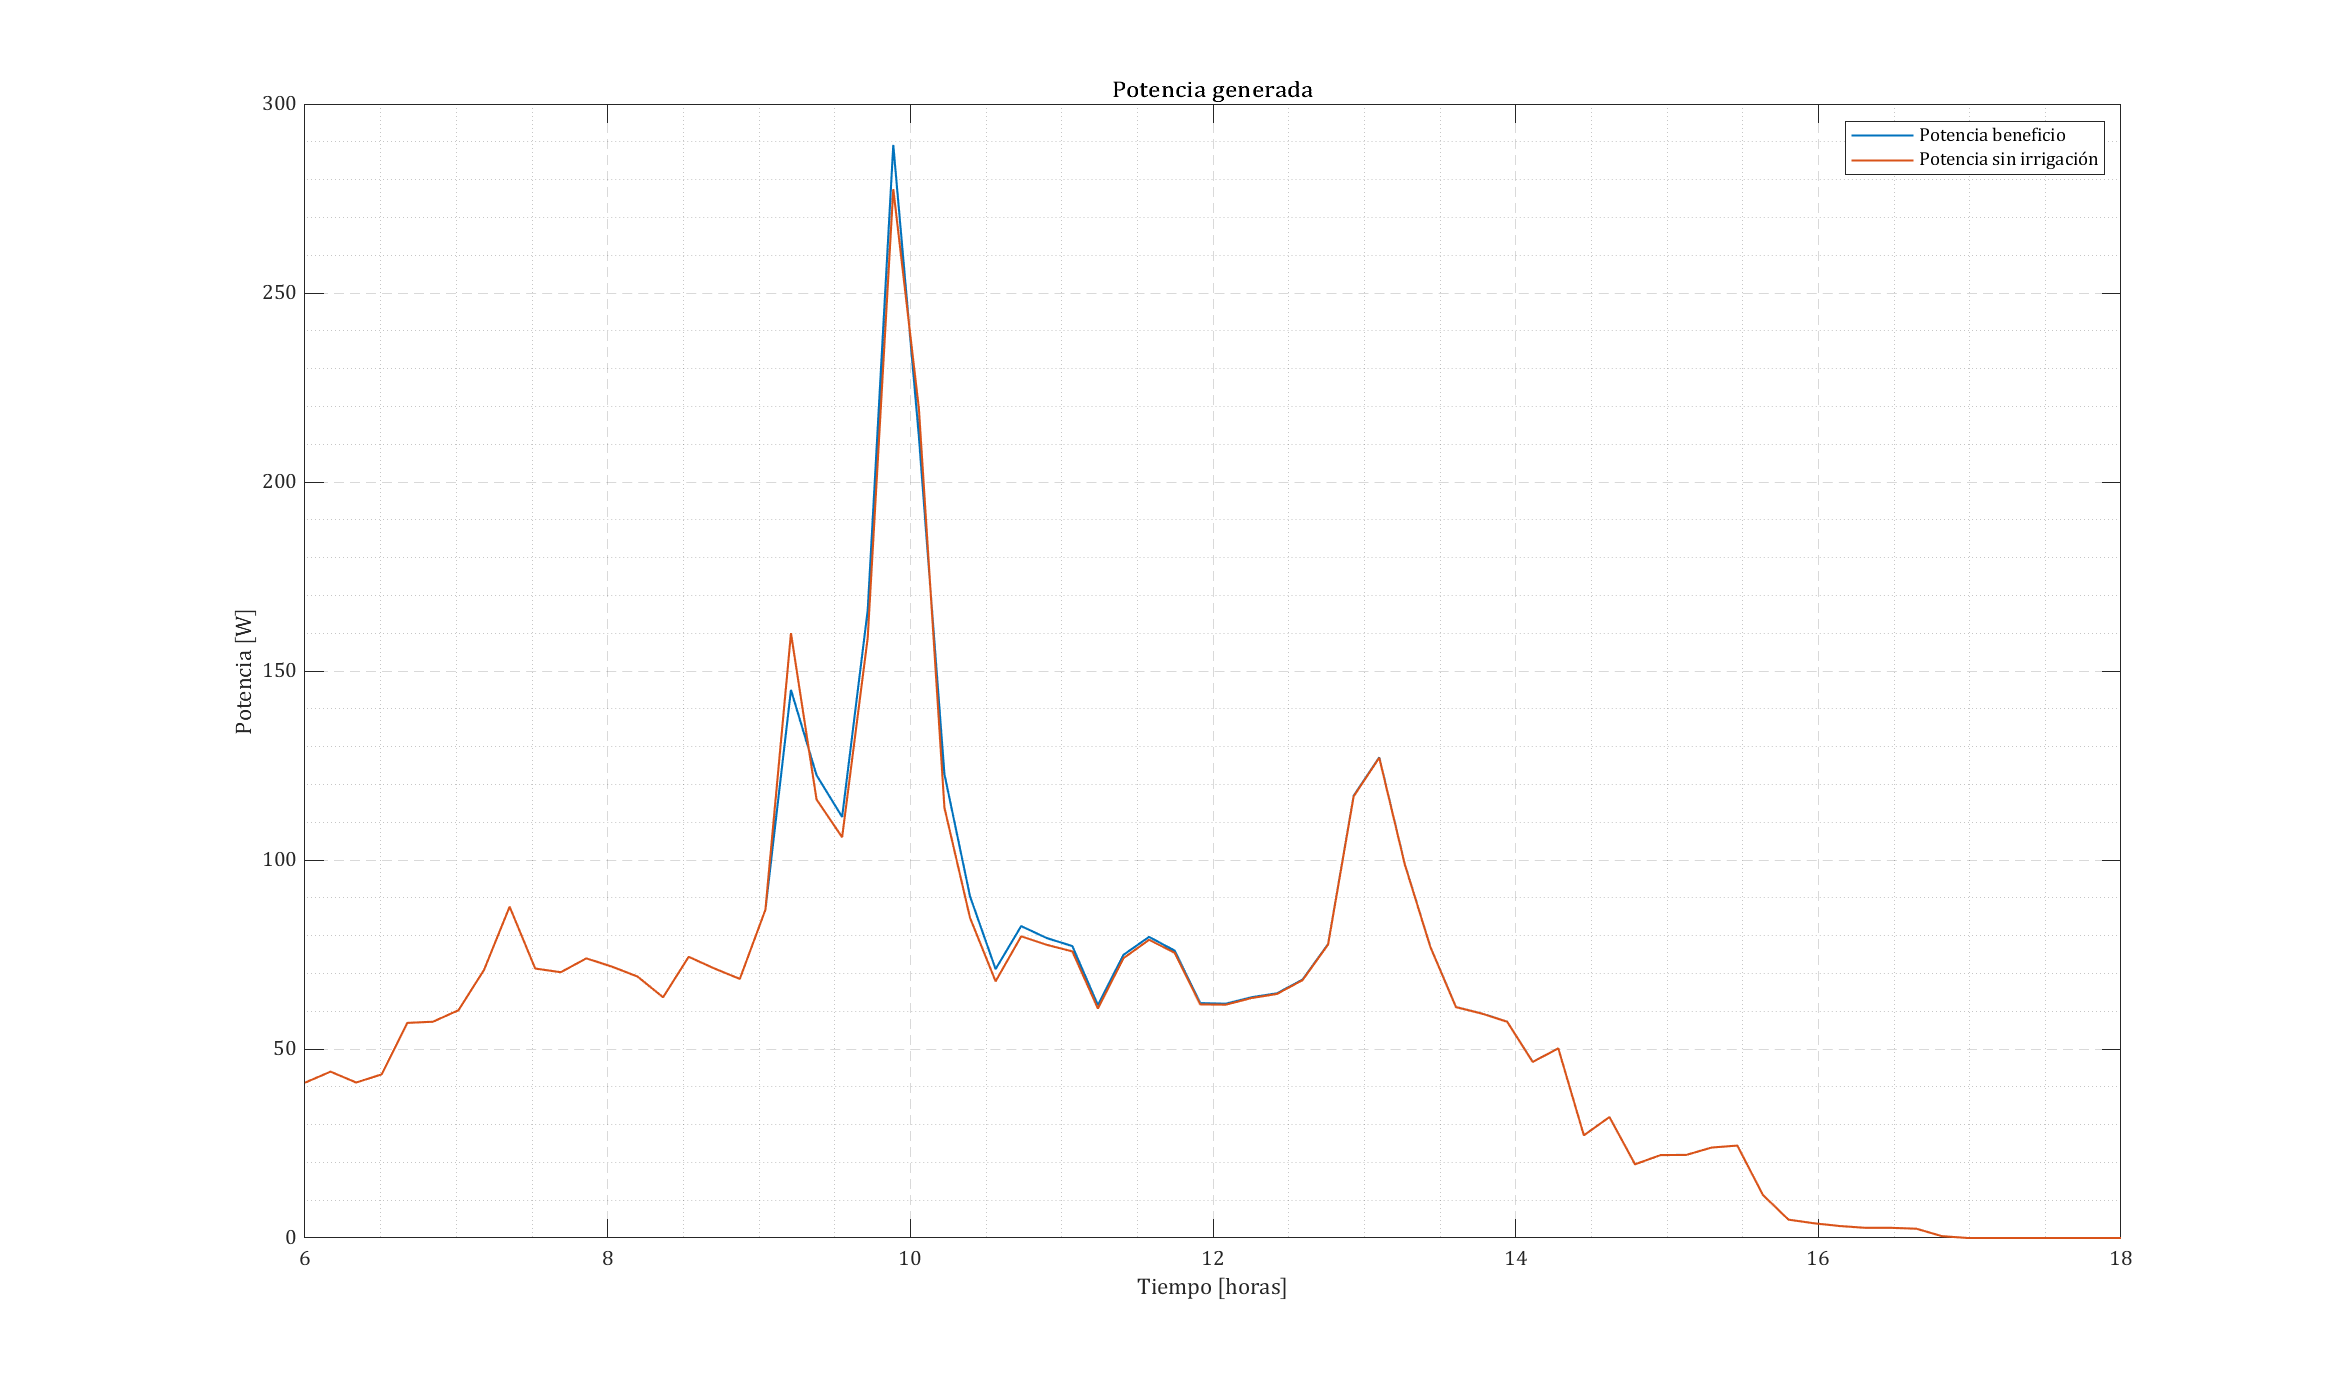 Potencia generada
Potencia beneficio
Potencia sin irrigación
300
250
200
150
100
50
0
Potencia [W]
6 8 10 12 14 16 18
Tiempo [horas]